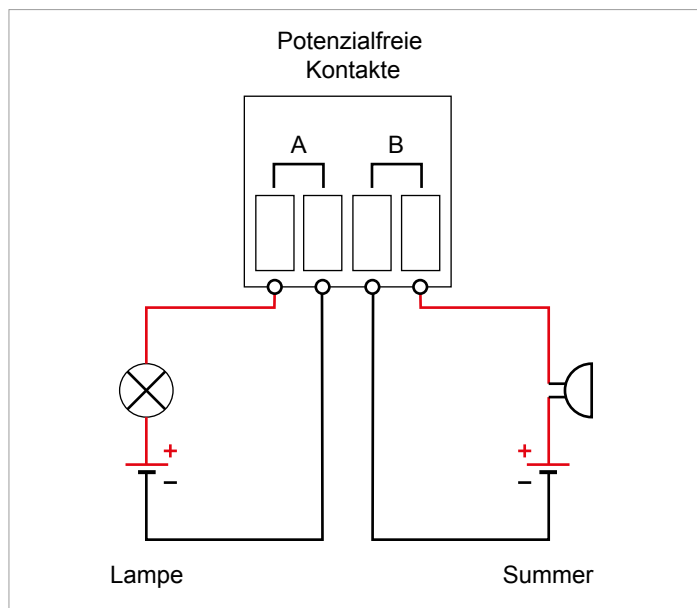 Potenzialfreie
Kontakte
A B
+
−
+
−
Lampe
Summer